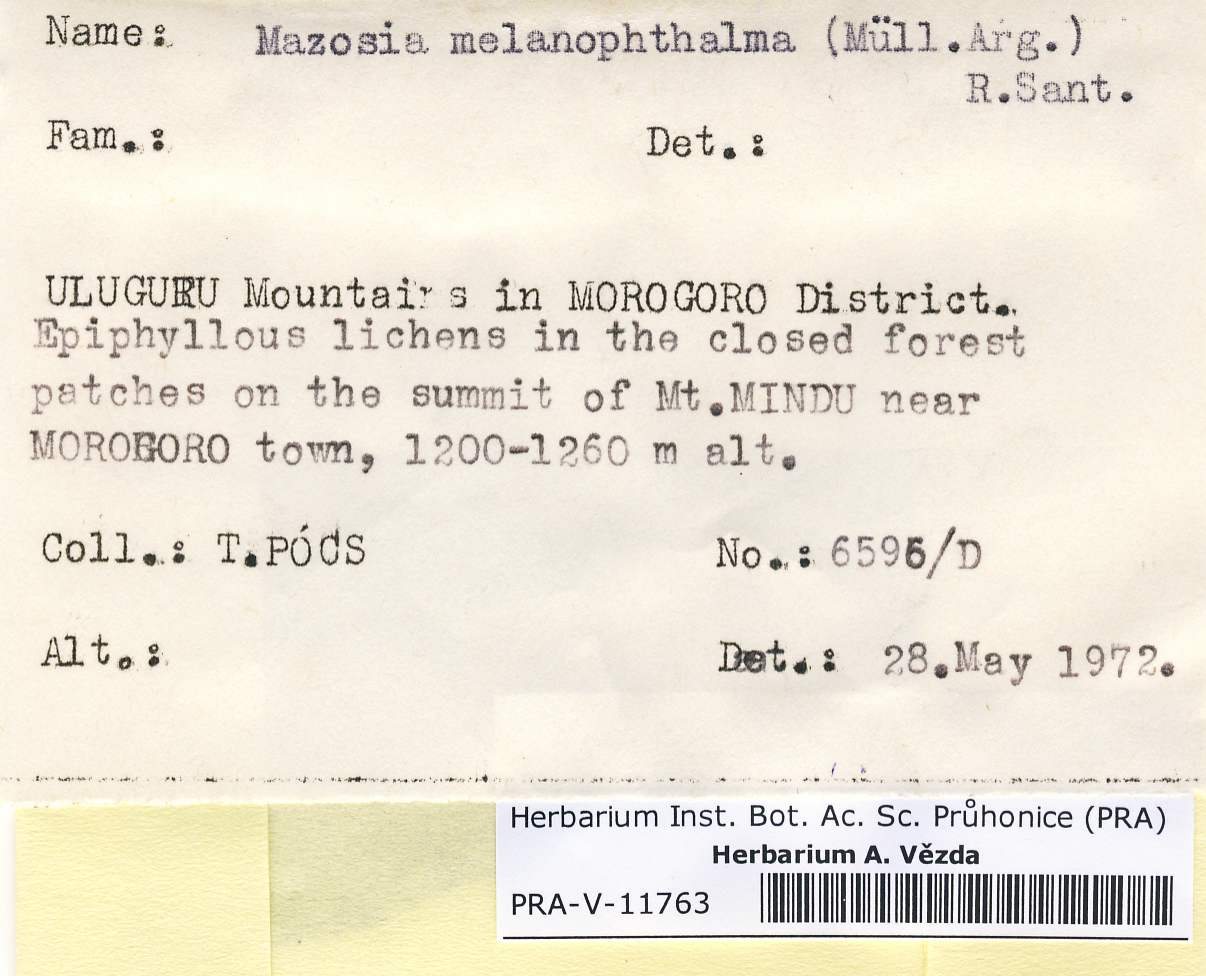 Name: Mazosia melanophthalma (Müll.Arg.)
R.Sant.
Fam.: Det.:
ULUGURU Mountains in MOROGORO District.
Epiphyllous lichens in the closed forest
patches on the summit of Mt.MINDU near
MOROGORO town, 1200-1260 m alt.
Coll.: T.PÓCS No.: 6596/D
Alt.: Dat.: 28.May 1972.
Herbarium Inst. Bot. Ac. Sc. Průhonice (PRA)
Herbarium A. Vězda
PRA-V-11763